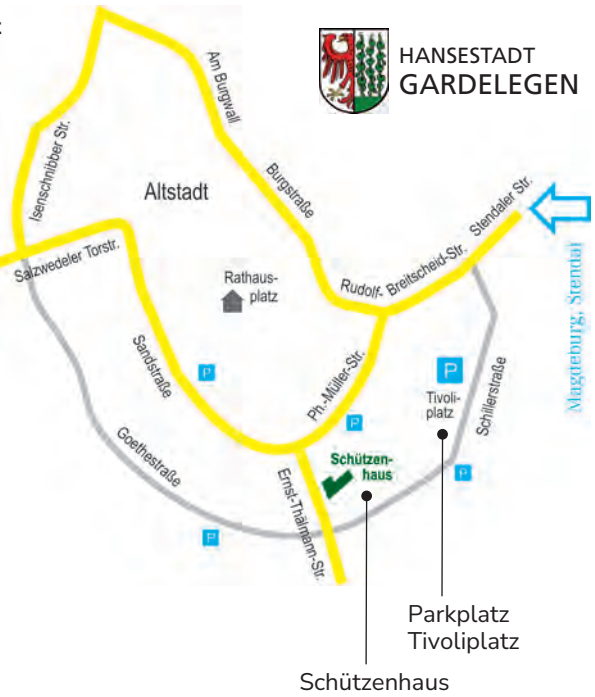 HANSESTADT
GARDELEGEN
Am Burgwall
Isenschnibber Str.
Altstadt
Burgstraße
Stendaler Str.
Salzwedeler Torstr.
Rathaus-
platz
Rudolf- Breitscheid-Str.
Magdeburg, Stendal
Sandstraße
P
Ph.-Müller-Str.
P
Tivoli-
platz
Schillerstraße
P
Goethestraße
Schützen-
haus
P
Ernst-Thälmann-Str.
P
Parkplatz
Tivoliplatz
Schützenhaus